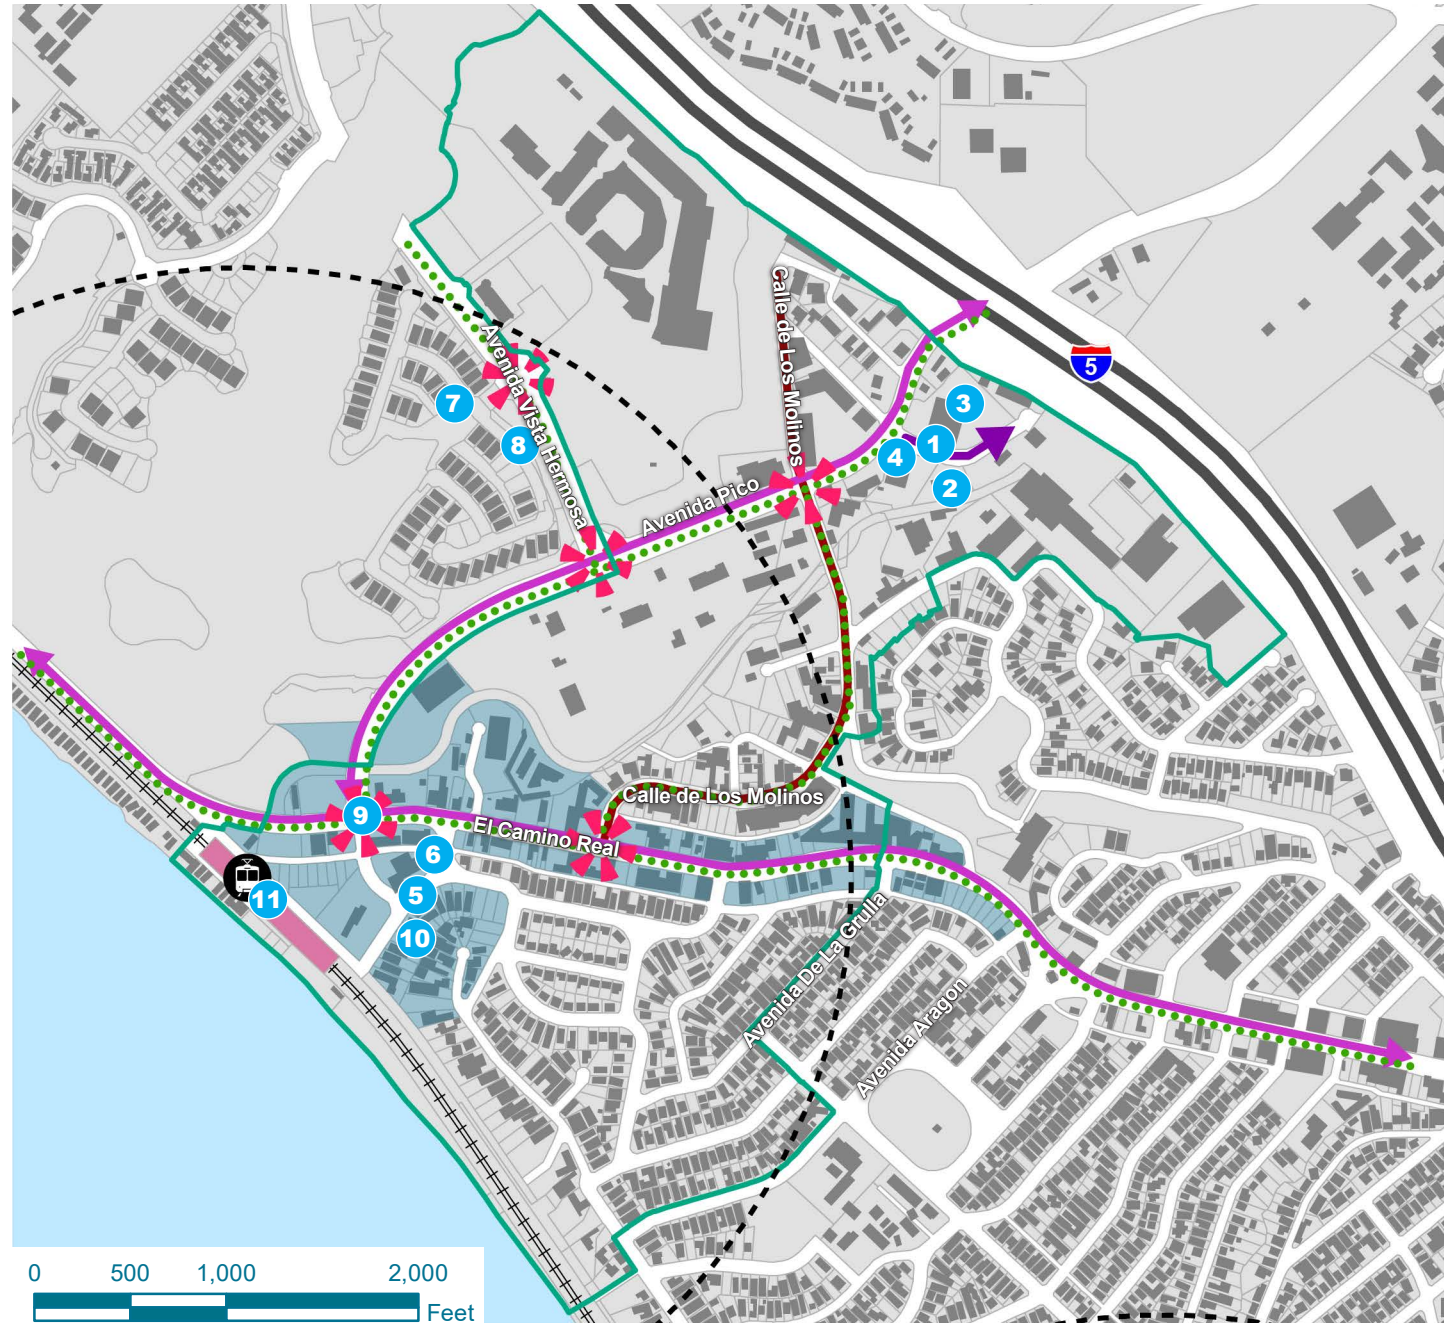 5
Calle de Los Molinos
Avenida Vista Hermosa
7
3
8
1
4
2
Avenida Pico
Calle de Los Molinos
9
El Camino Real
6
11
5
10
Avenida De La Grulla
Avenida Aragon
0 500 1,000 2,000
Feet